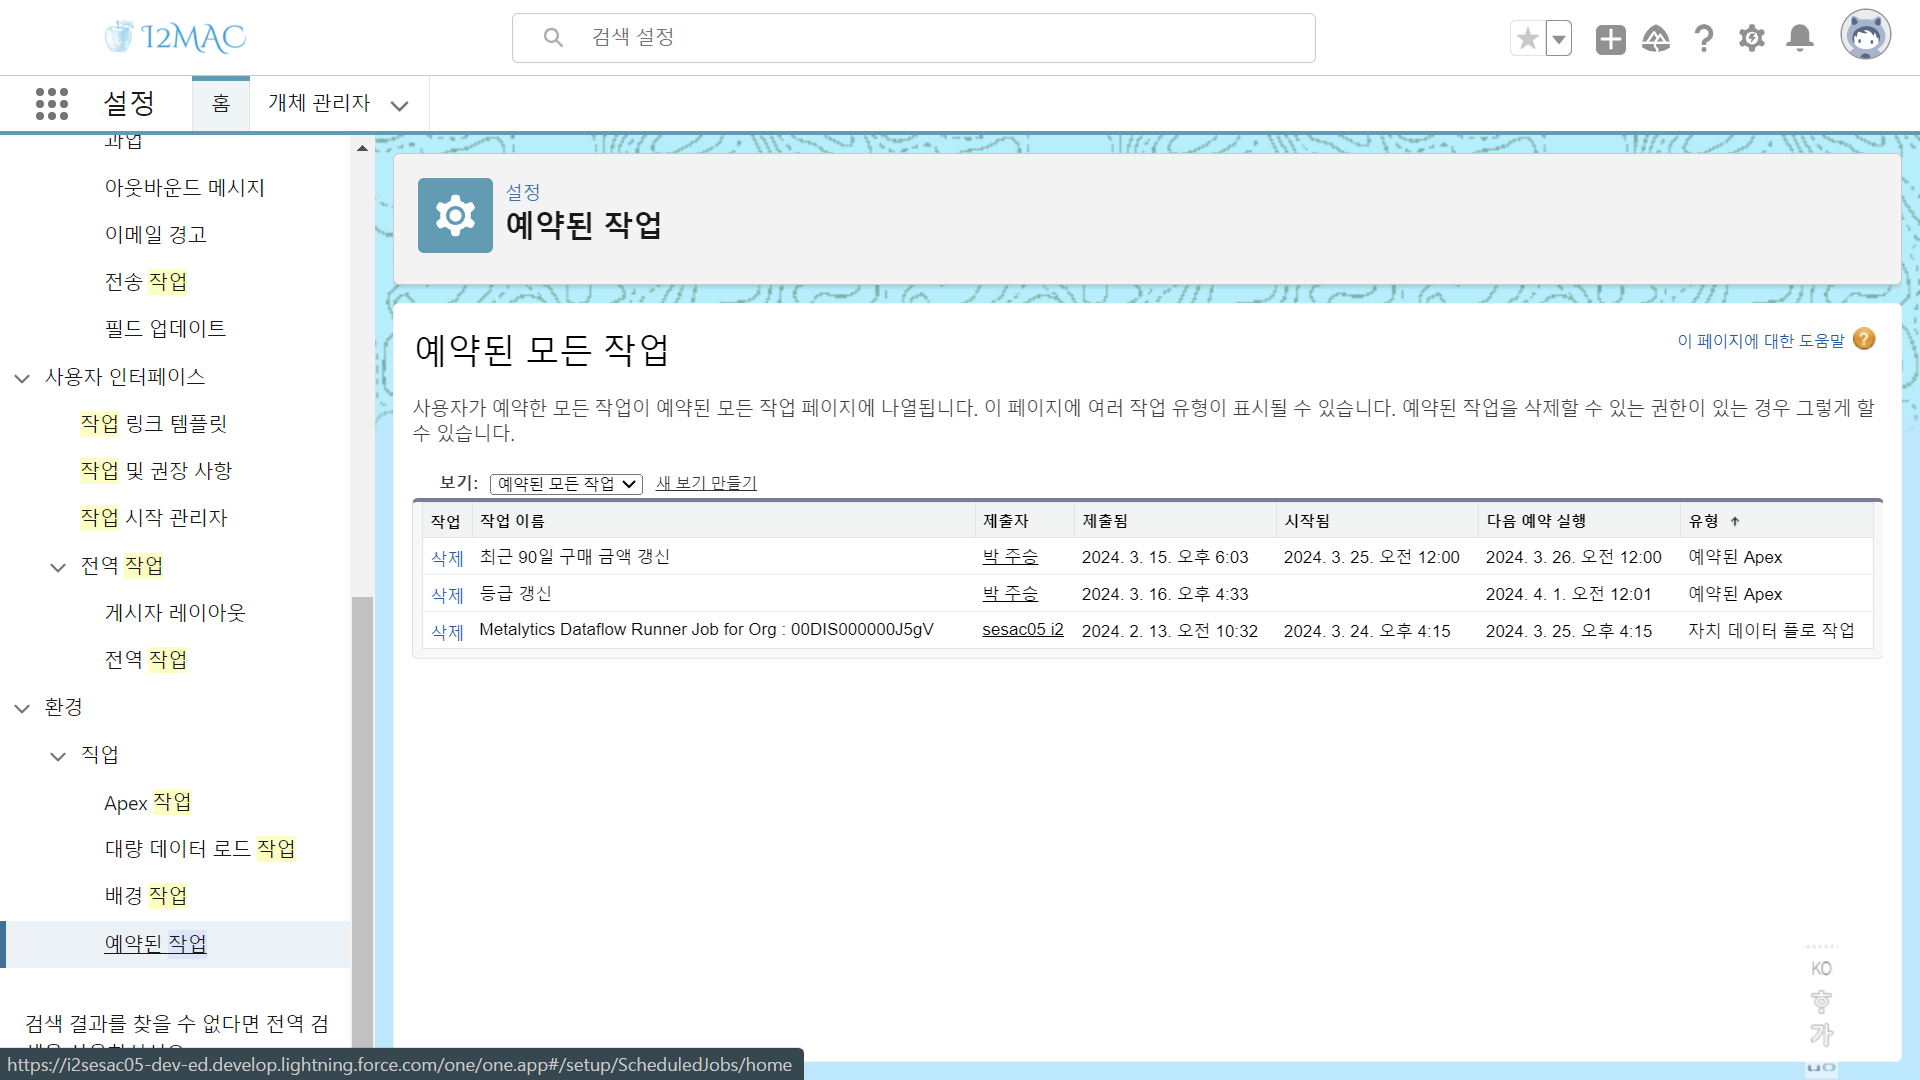 I2MAC
검색 설정
설정
홈
개체 관리자
과업
아웃바운드 메시지
이메일 경고
전송 작업
필드 업데이트
사용자 인터페이스
작업 링크 템플릿
작업 및 권장 사항
작업 시작 관리자
전역 작업
게시자 레이아웃
전역 작업
환경
직업
Apex 작업
대량 데이터 로드 작업
배경 작업
예약된 작업
검색 결과를 찾을 수 없다면 전역 검
https://i2sesac05-dev-ed.develop.lightning.force.com/one/one.app#/setup/ScheduledJobs/home
설정
예약된 작업
예약된 모든 작업
이 페이지에 대한 도움말 ?
사용자가 예약한 모든 작업이 예약된 모든 작업 페이지에 나열됩니다. 이 페이지에 여러 작업 유형이 표시될 수 있습니다. 예약된 작업을 삭제할 수 있는 권한이 있는 경우 그렇게 할
수 있습니다.
보기: 예약된 모든 작업 새 보기 만들기
작업 작업 이름 제출자 제출됨 시작됨 다음 예약 실행 유형 ↑
삭제 최근 90일 구매 금액 갱신 박 주승 2024. 3. 15. 오후 6:03 2024. 3. 25. 오전 12:00 2024. 3. 26. 오전 12:00 예약된 Apex
삭제 등급 갱신 박 주승 2024. 3. 16. 오후 4:33 2024. 4. 1. 오전 12:01 예약된 Apex
삭제 Metalytics Dataflow Runner Job for Org : 00DIS000000J5gV sesac05 i2 2024. 2. 13. 오전 10:32 2024. 3. 24. 오후 4:15 2024. 3. 25. 오후 4:15 자치 데이터 플로 작업
KO
가